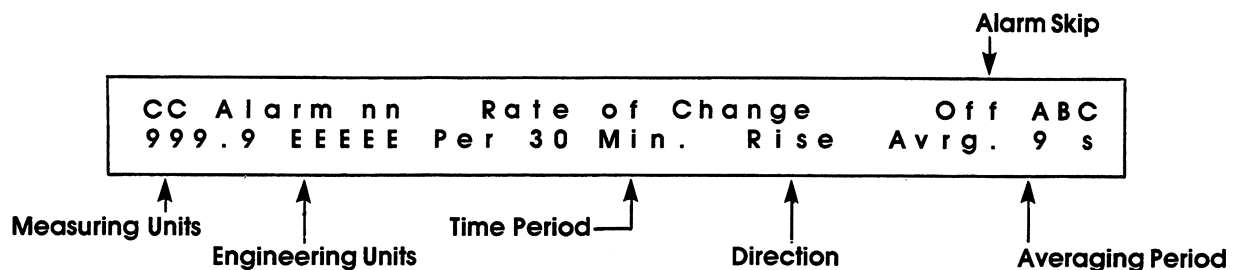 Alarm Skip
CC Alarm nn Rate of Change Off ABC
999.9 EEEEE Per 30 Min. Rise Avrg. 9 s
Measuring Units
Time Period
Engineering Units
Direction
Averaging Period